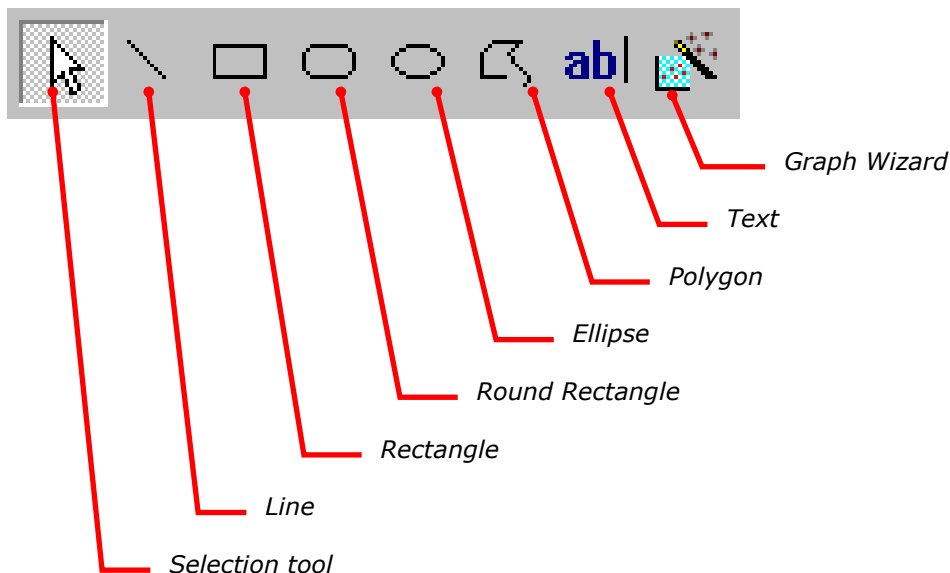 ab
Graph Wizard
Text
Polygon
Ellipse
Round Rectangle
Rectangle
Line
Selection tool